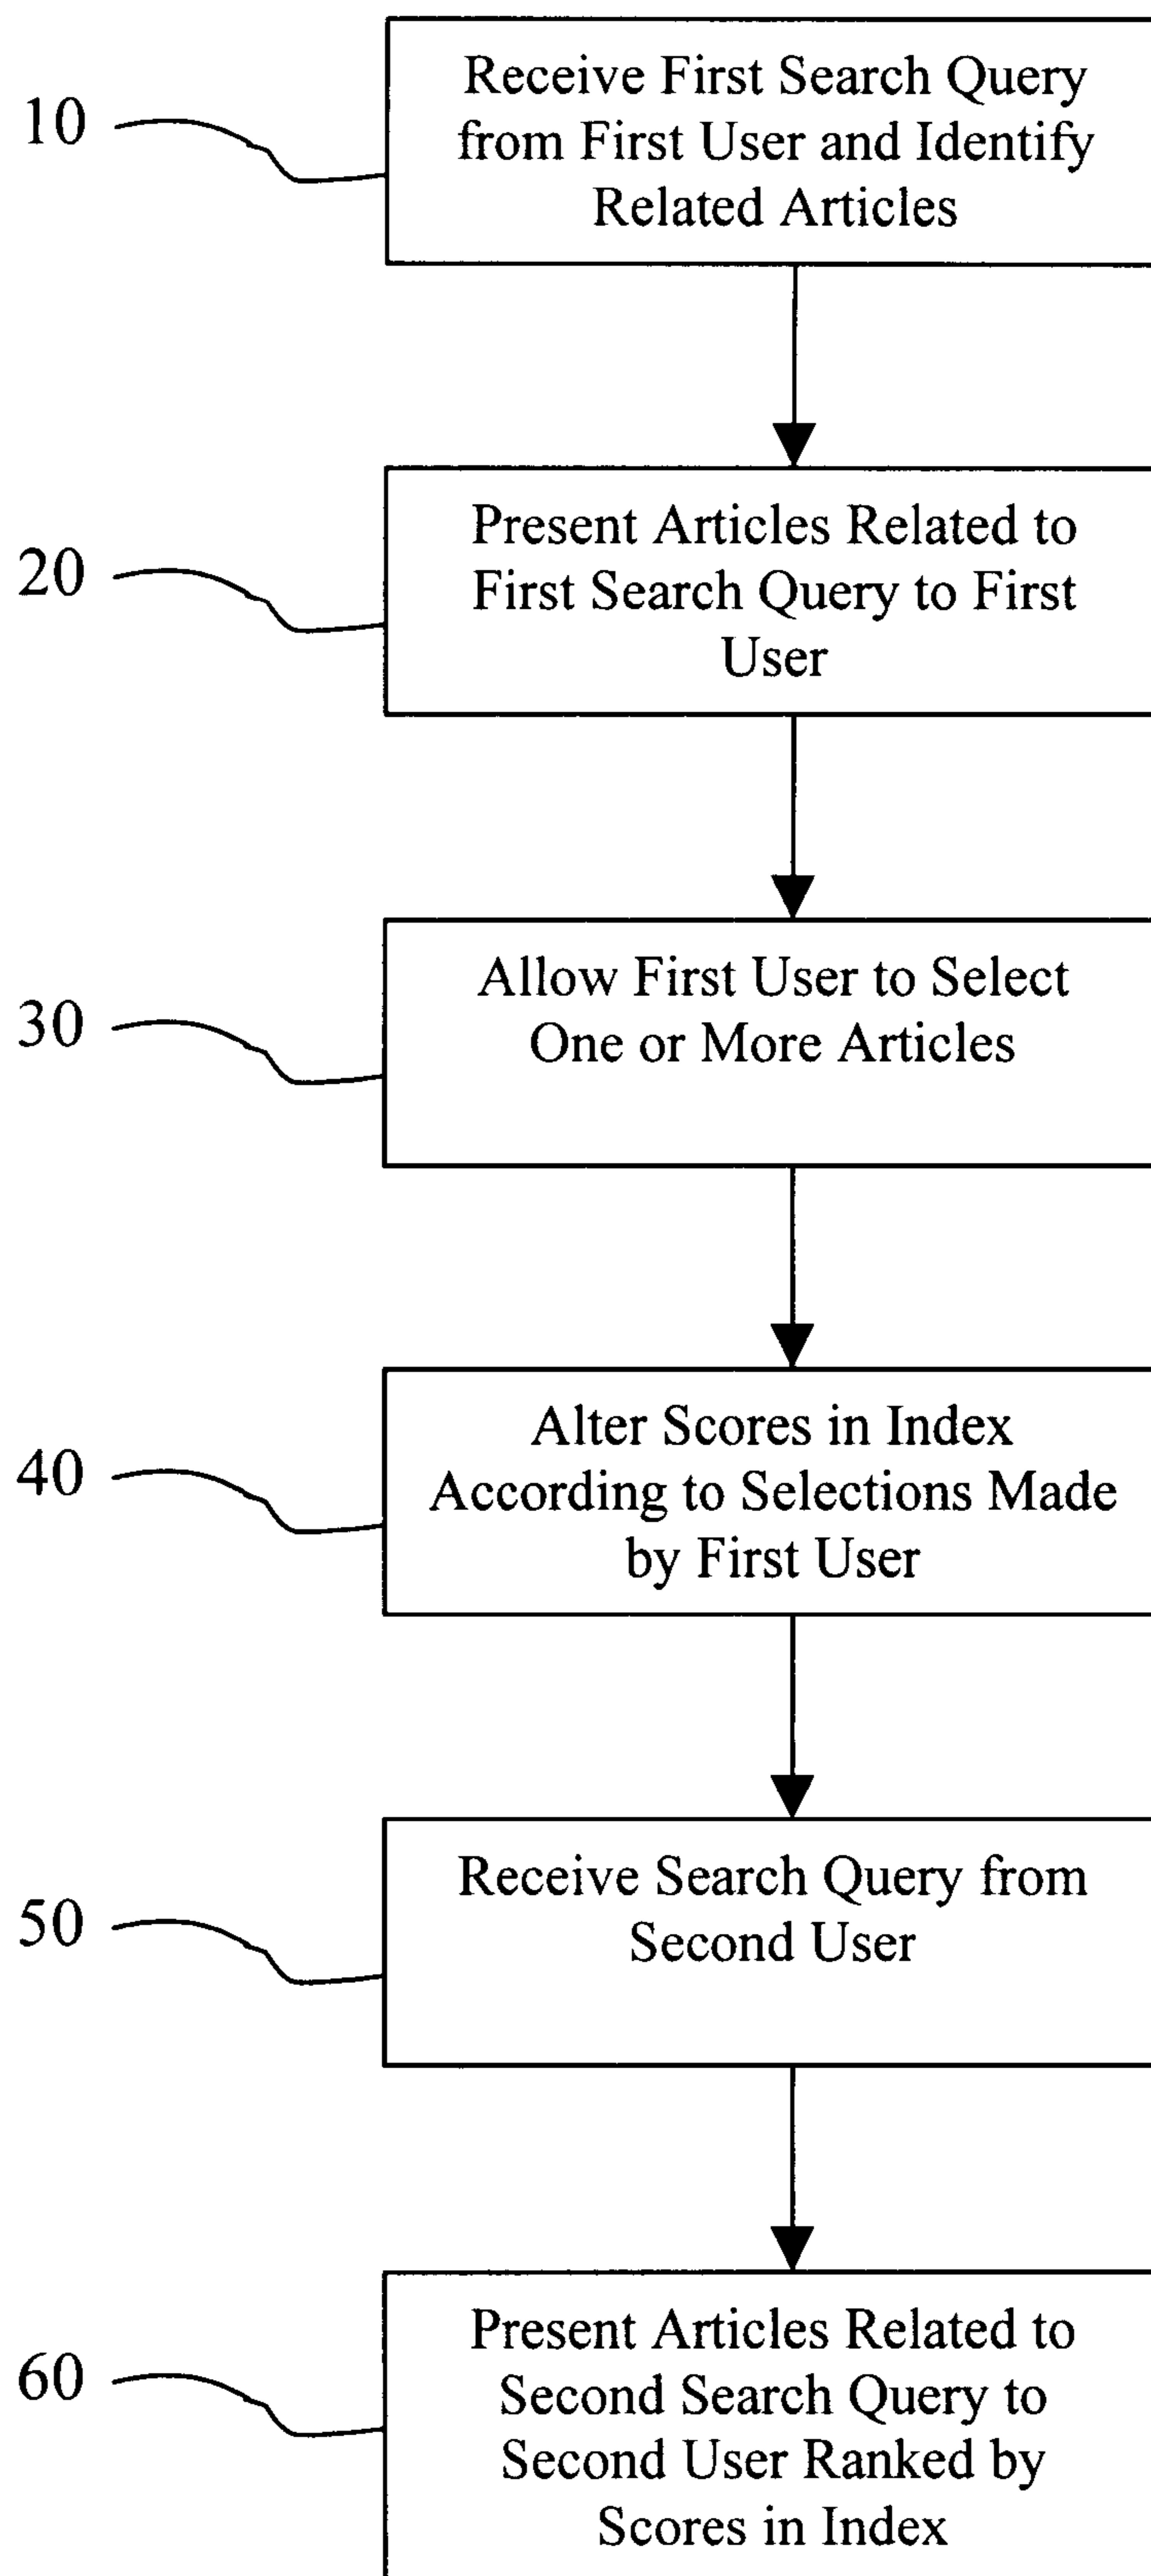 10
Receive First Search Query
from First User and Identify
Related Articles
20
Present Articles Related to
First Search Query to First
User
30
Allow First User to Select
One or More Articles
40
Alter Scores in Index
According to Selections Made
by First User
50
Receive Search Query from
Second User
60
Present Articles Related to
Second Search Query to
Second User Ranked by
Scores in Index